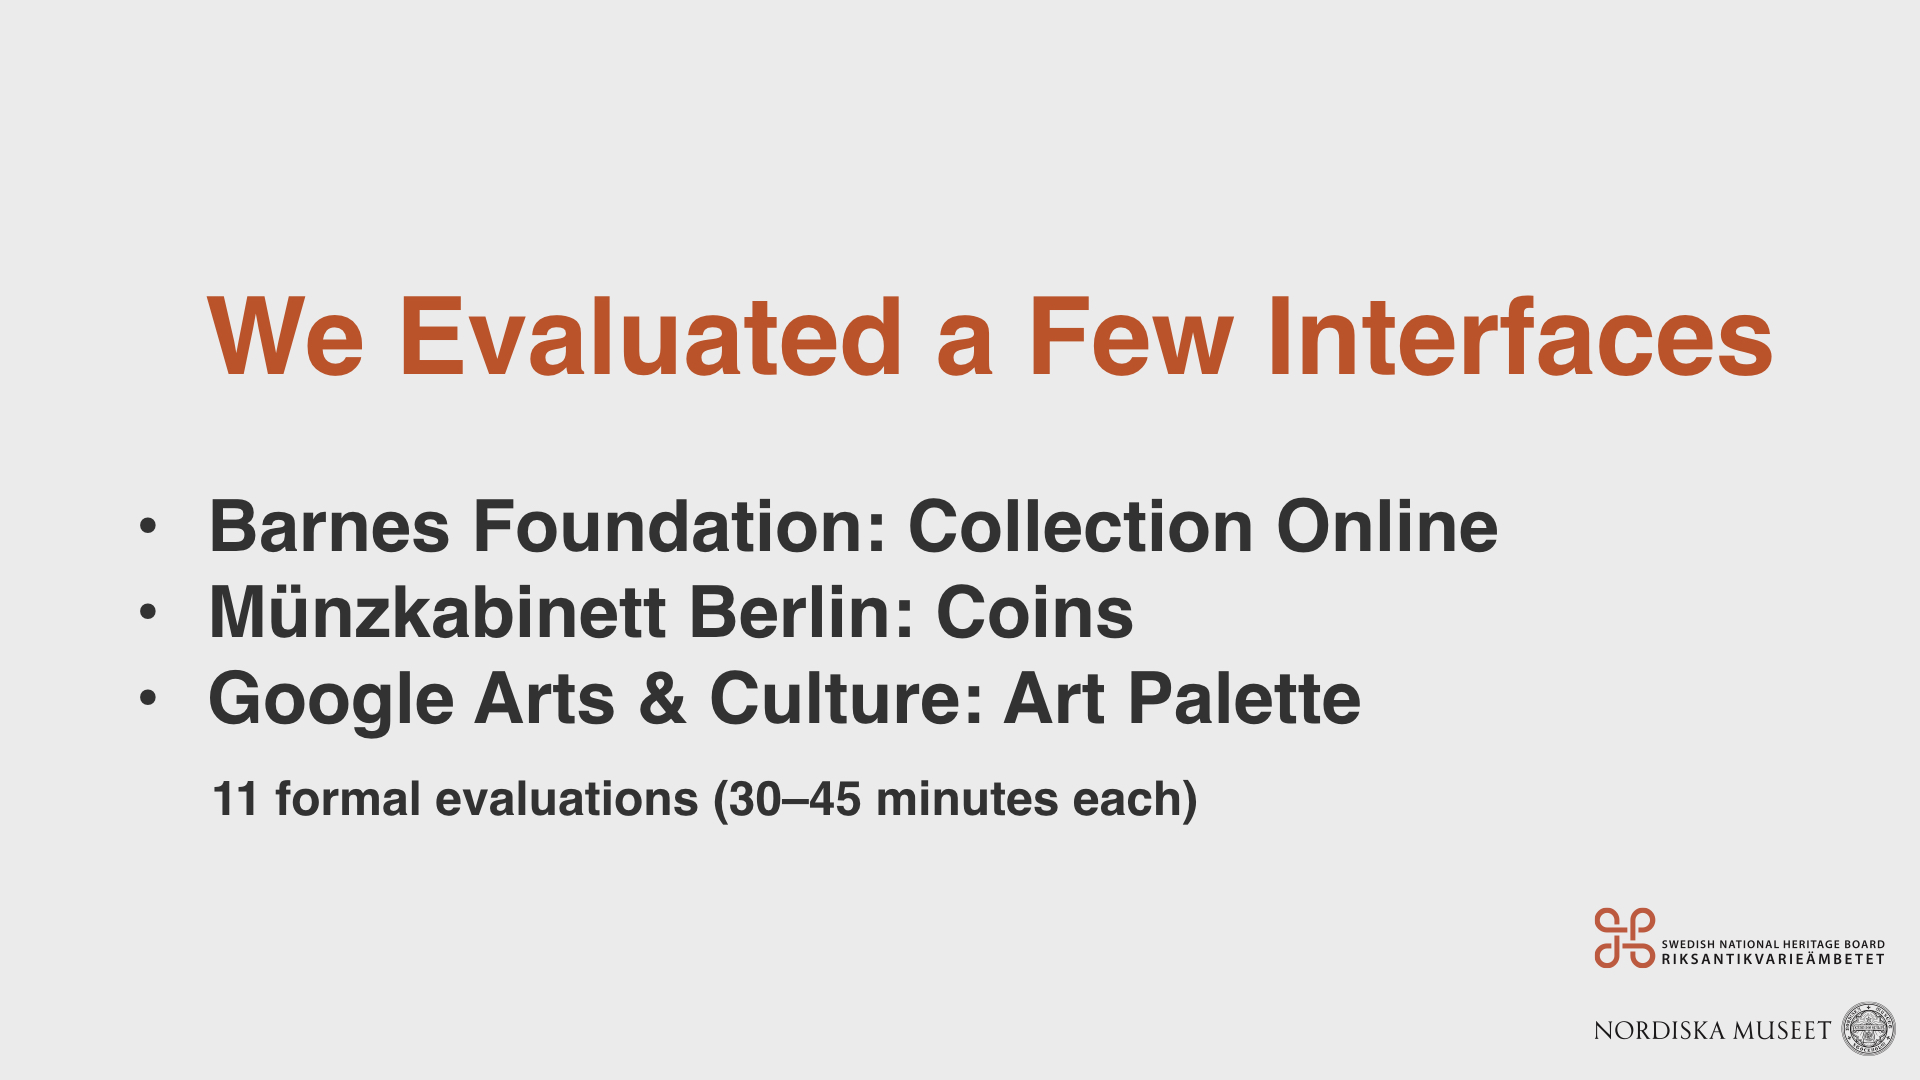 We Evaluated a Few Interfaces
• Barnes Foundation: Collection Online
• Münzkabinett Berlin: Coins
• Google Arts & Culture: Art Palette
11 formal evaluations (30–45 minutes each)
SWEDISH NATIONAL HERITAGE BOARD
RIKSANTIKVARIEÄMBETET
NORDISKA MUSEET